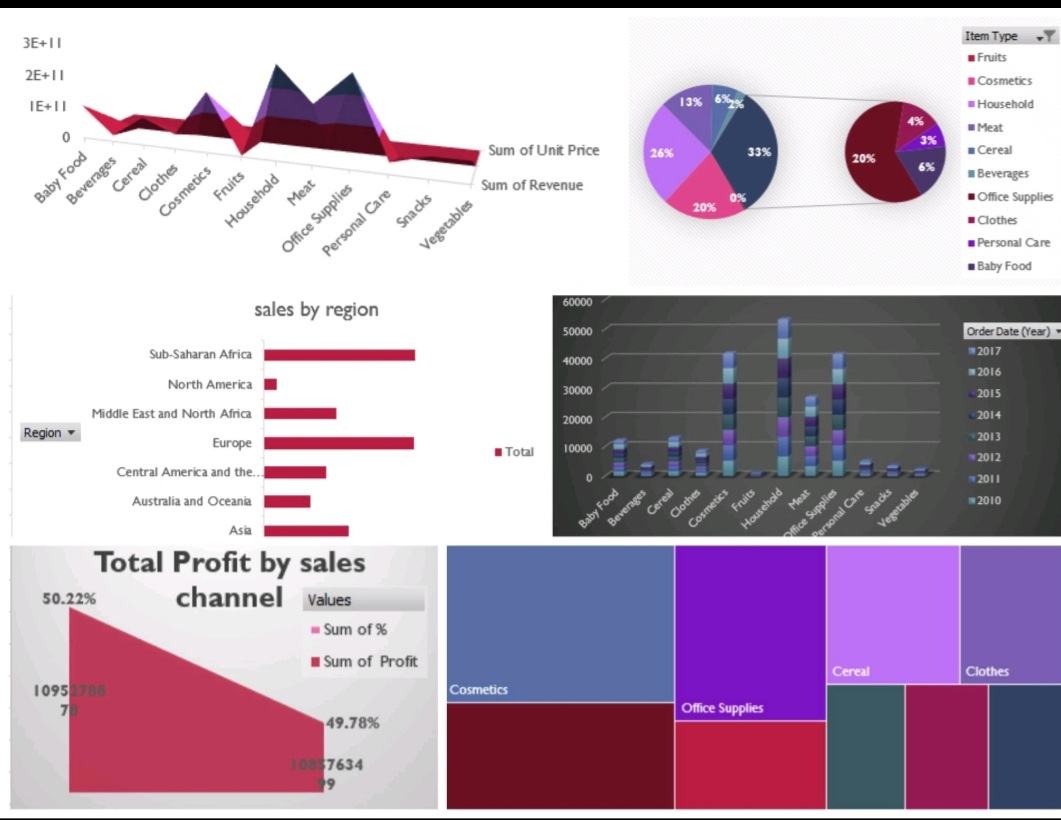 3E+11
2E+11
1E+11
0
Baby Food
Beverages
Cereal
Clothes
Cosmetics
Fruits
Household
Meat
Office Supplies
Personal Care
Snacks
Vegetables
Sum of Unit Price
Sum of Revenue
13%
6%
2%
26%
33%
20%
0%
4%
3%
20%
6%
Item Type
Fruits
Cosmetics
Household
Meat
Cereal
Beverages
Office Supplies
Clothes
Personal Care
Baby Food
sales by region
Region
Sub-Saharan Africa
North America
Middle East and North Africa
Europe
Central America and the...
Australia and Oceania
Asia
Total
60000
50000
40000
30000
20000
10000
0
Baby Food
Beverages
Cereal
Clothes
Cosmetics
Fruits
Household
Meat
Office Supplies
Personal Care
Snacks
Vegetables
Order Date (Year)
2017
2016
2015
2014
2013
2012
2011
2010
Total Profit by sales
channel
50.22%
Values
Sum of %
Sum of Profit
10952788
78
49.78%
10857634
99
Cosmetics
Office Supplies
Cereal
Clothes